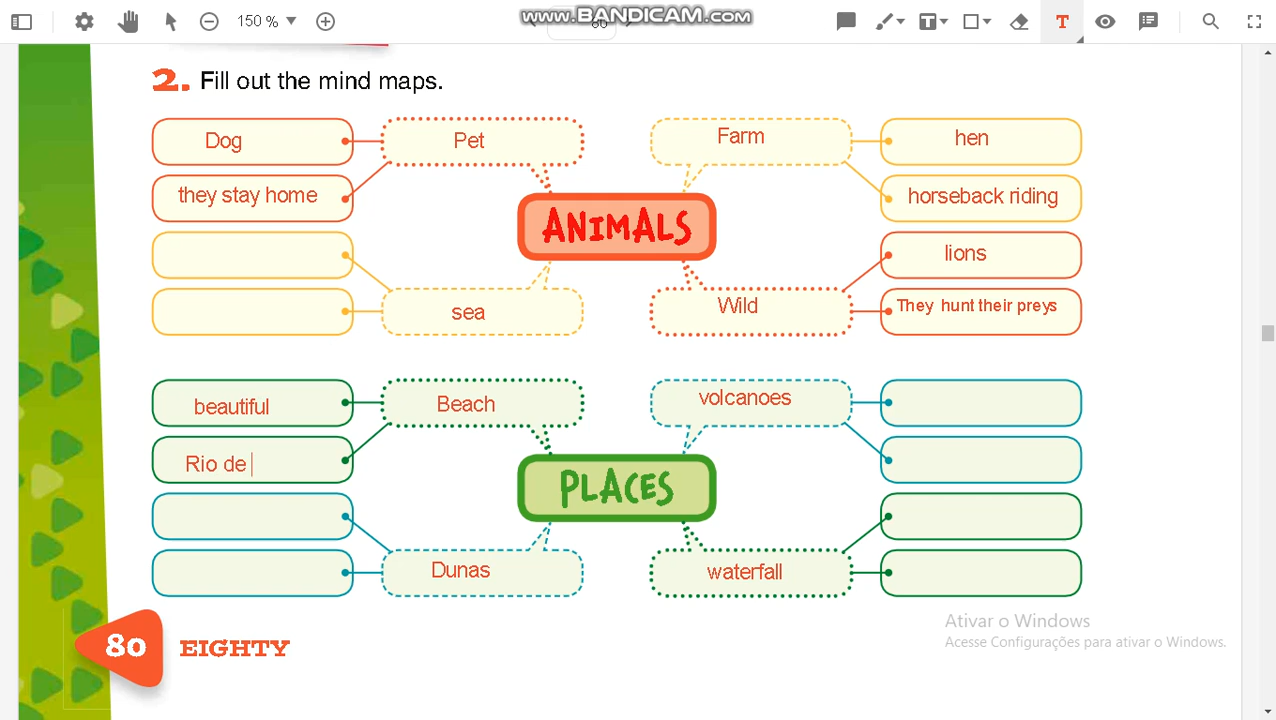 150 %
www.BANDICAM.com
2. Fill out the mind maps.
Dog
Pet
Farm
hen
they stay home
horseback riding
ANIMALS
lions
sea
Wild
They hunt their preys
beautiful
Beach
volcanoes
Rio de
PLACES
Dunas
waterfall
80 EIGHTY
Ativar o Windows
Acesse Configurações para ativar o Windows.